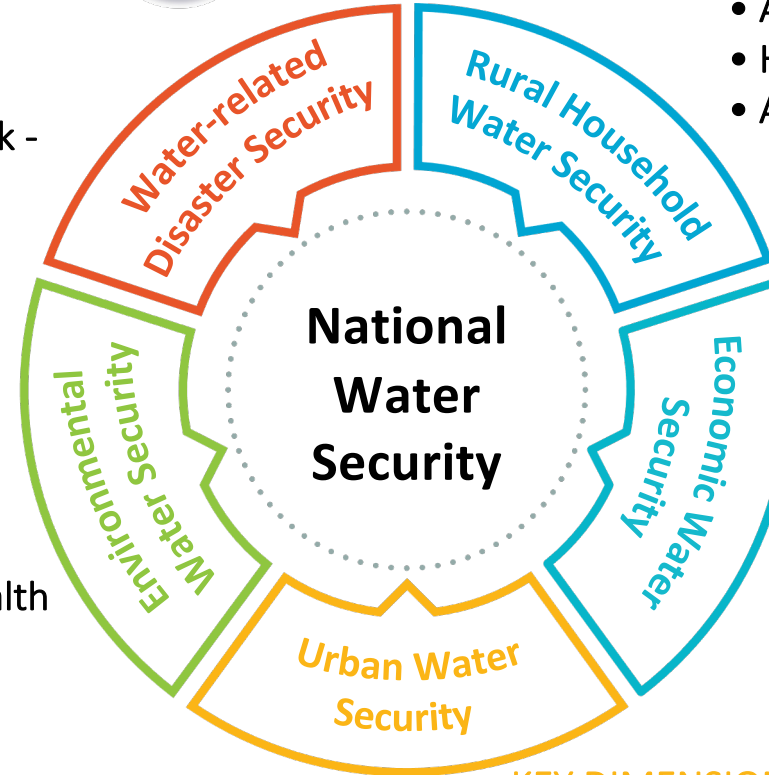 Water-related
Disaster Security
Rural Household
Water Security
National
Water
Security
Economic Water
Security
Environmental
Water Security
Urban Water
Security